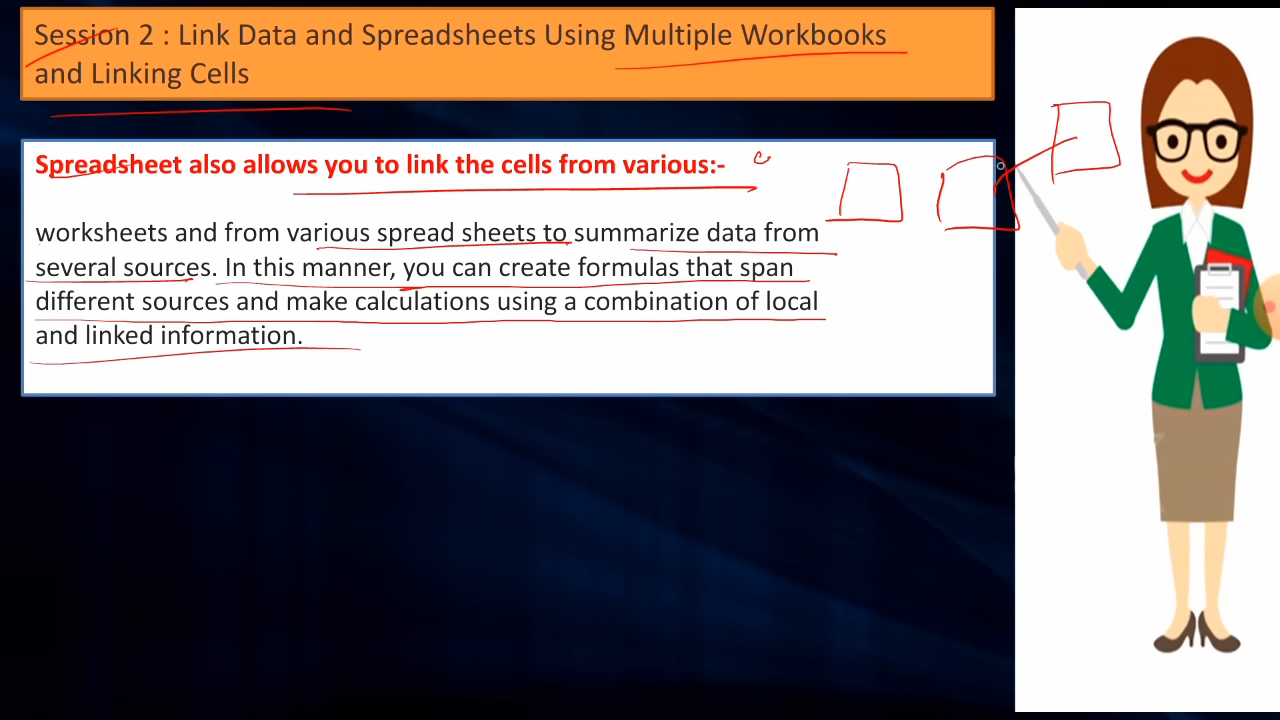 Session 2 : Link Data and Spreadsheets Using Multiple Workbooks
and Linking Cells
Spreadsheet also allows you to link the cells from various:-
worksheets and from various spread sheets to summarize data from
several sources. In this manner, you can create formulas that span
different sources and make calculations using a combination of local
and linked information.